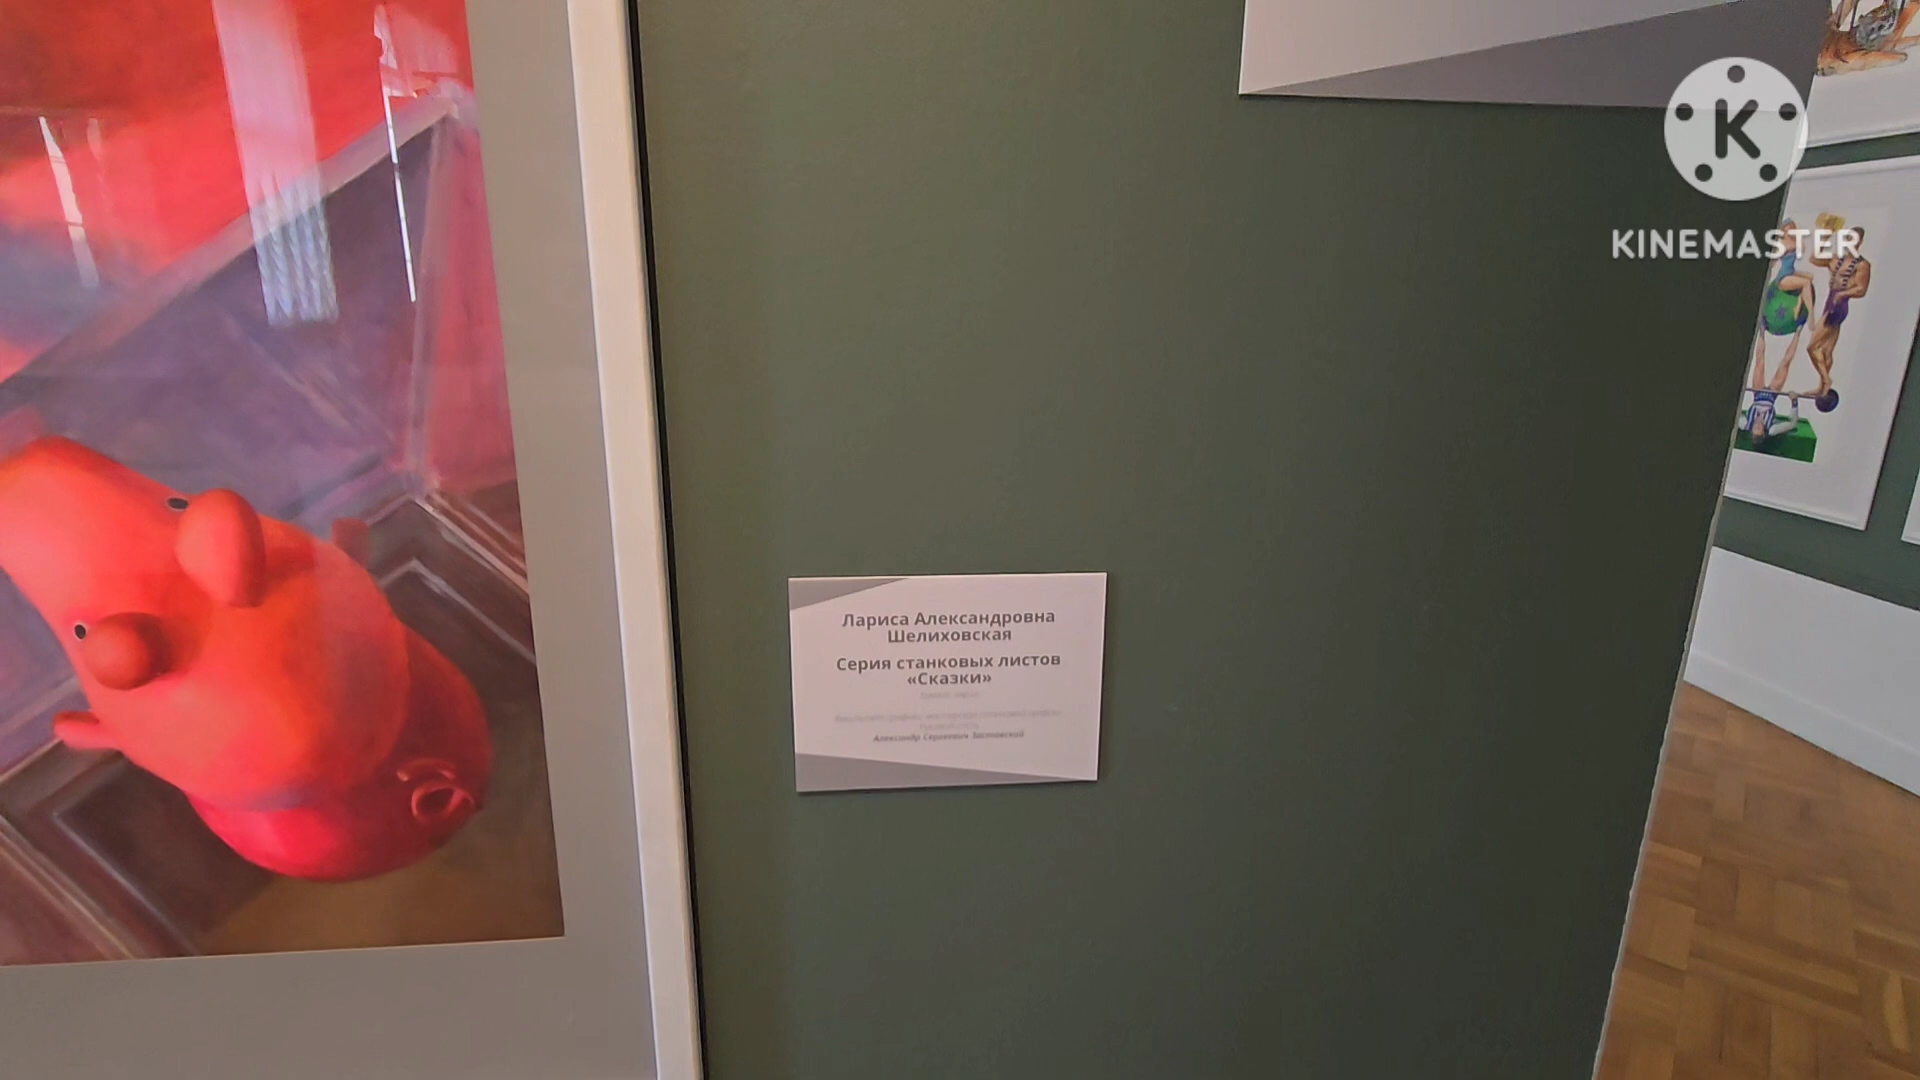 K
KINEMASTER
Лариса Александровна
Шелиховская
Серия станковых листов
«Сказки»
Александр Сергеевич